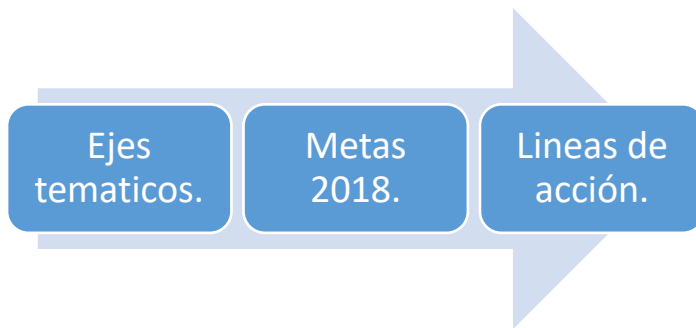 Ejes
tematicos.
Metas
2018.
Lineas de
acción.